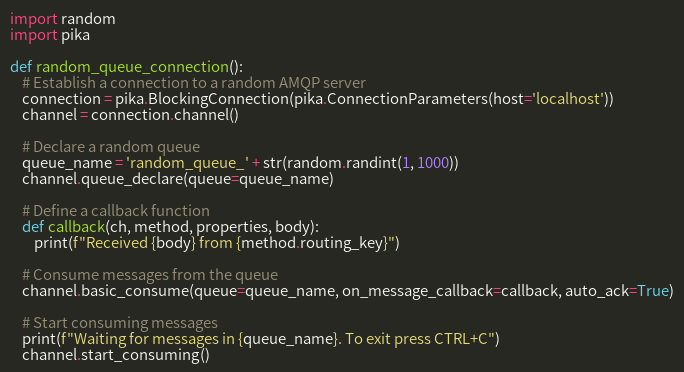 import random
import pika

def random_queue_connection():
    # Establish a connection to a random AMQP server
    connection = pika.BlockingConnection(pika.ConnectionParameters(host='localhost'))
    channel = connection.channel()

    # Declare a random queue
    queue_name = 'random_queue_' + str(random.randint(1, 1000))
    channel.queue_declare(queue=queue_name)

    # Define a callback function
    def callback(ch, method, properties, body):
        print(f"Received {body} from {method.routing_key}")

    # Consume messages from the queue
    channel.basic_consume(queue=queue_name, on_message_callback=callback, auto_ack=True)

    # Start consuming messages
    print(f"Waiting for messages in {queue_name}. To exit press CTRL+C")
    channel.start_consuming()